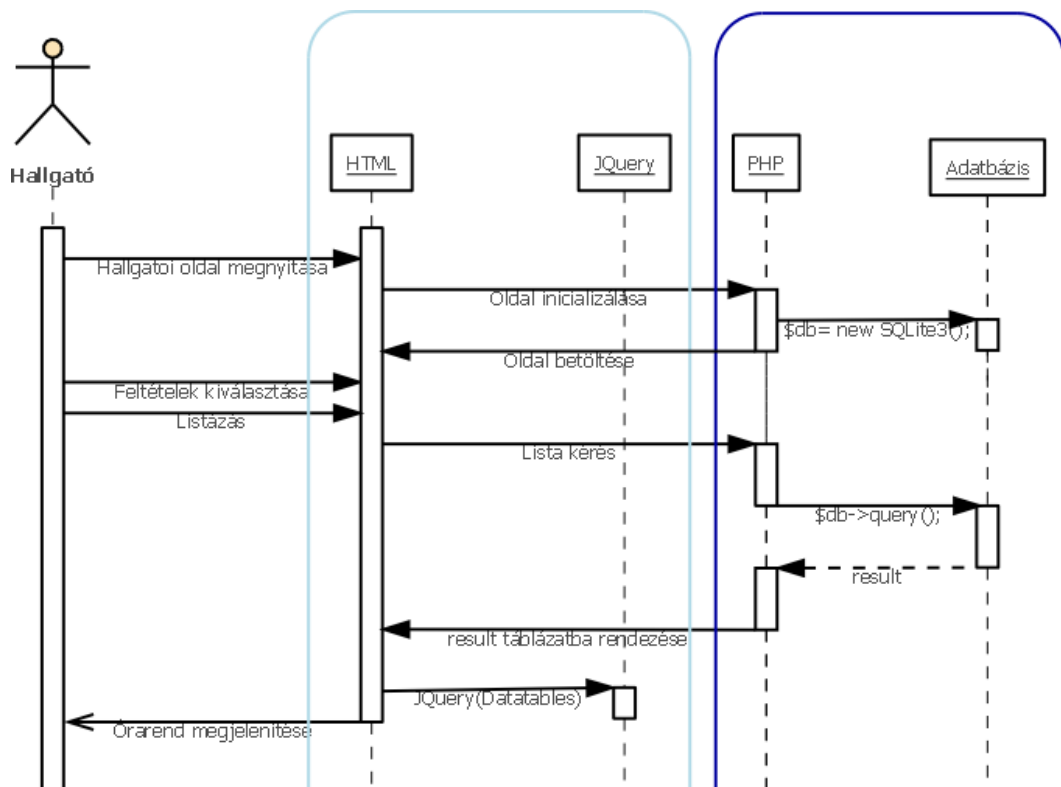 Hallgató
HTML
JQuery
PHP
Adatbázis
Hallgatói oldal megnyitása
Oldal inicializálása
$db= new SQLite3();
Oldal betöltése
Feltételek kiválasztása
Listázás
Lista kérés
$db->query();
result
result táblázatba rendezése
JQuery(Datatables)
Órarend megjelenítése